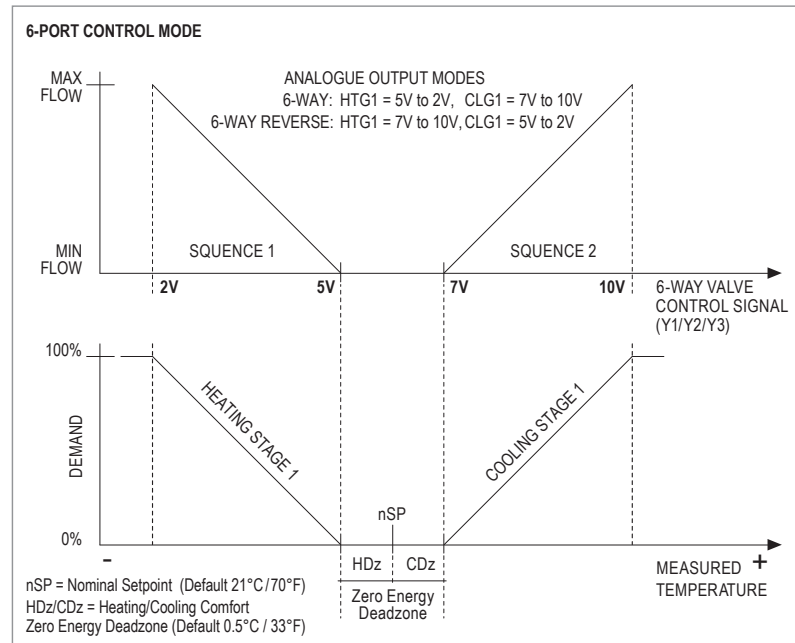 6-PORT CONTROL MODE
MAX
FLOW
ANALOGUE OUTPUT MODES
6-WAY: HTG1 = 5V to 2V, CLG1 = 7V to 10V
6-WAY REVERSE: HTG1 = 7V to 10V, CLG1 = 5V to 2V
MIN
FLOW
SQUENCE 1
SQUENCE 2
2V
5V
7V
10V
6-WAY VALVE
CONTROL SIGNAL
(Y1/Y2/Y3)
100%
DEMAND
HEATING STAGE 1
COOLING STAGE 1
nSP
0%
-
HDz
CDz
Zero Energy
Deadzone
MEASURED +
TEMPERATURE
nSP = Nominal Setpoint (Default 21°C/70°F)
HDz/CDz = Heating/Cooling Comfort
Zero Energy Deadzone (Default 0.5°C / 33°F)